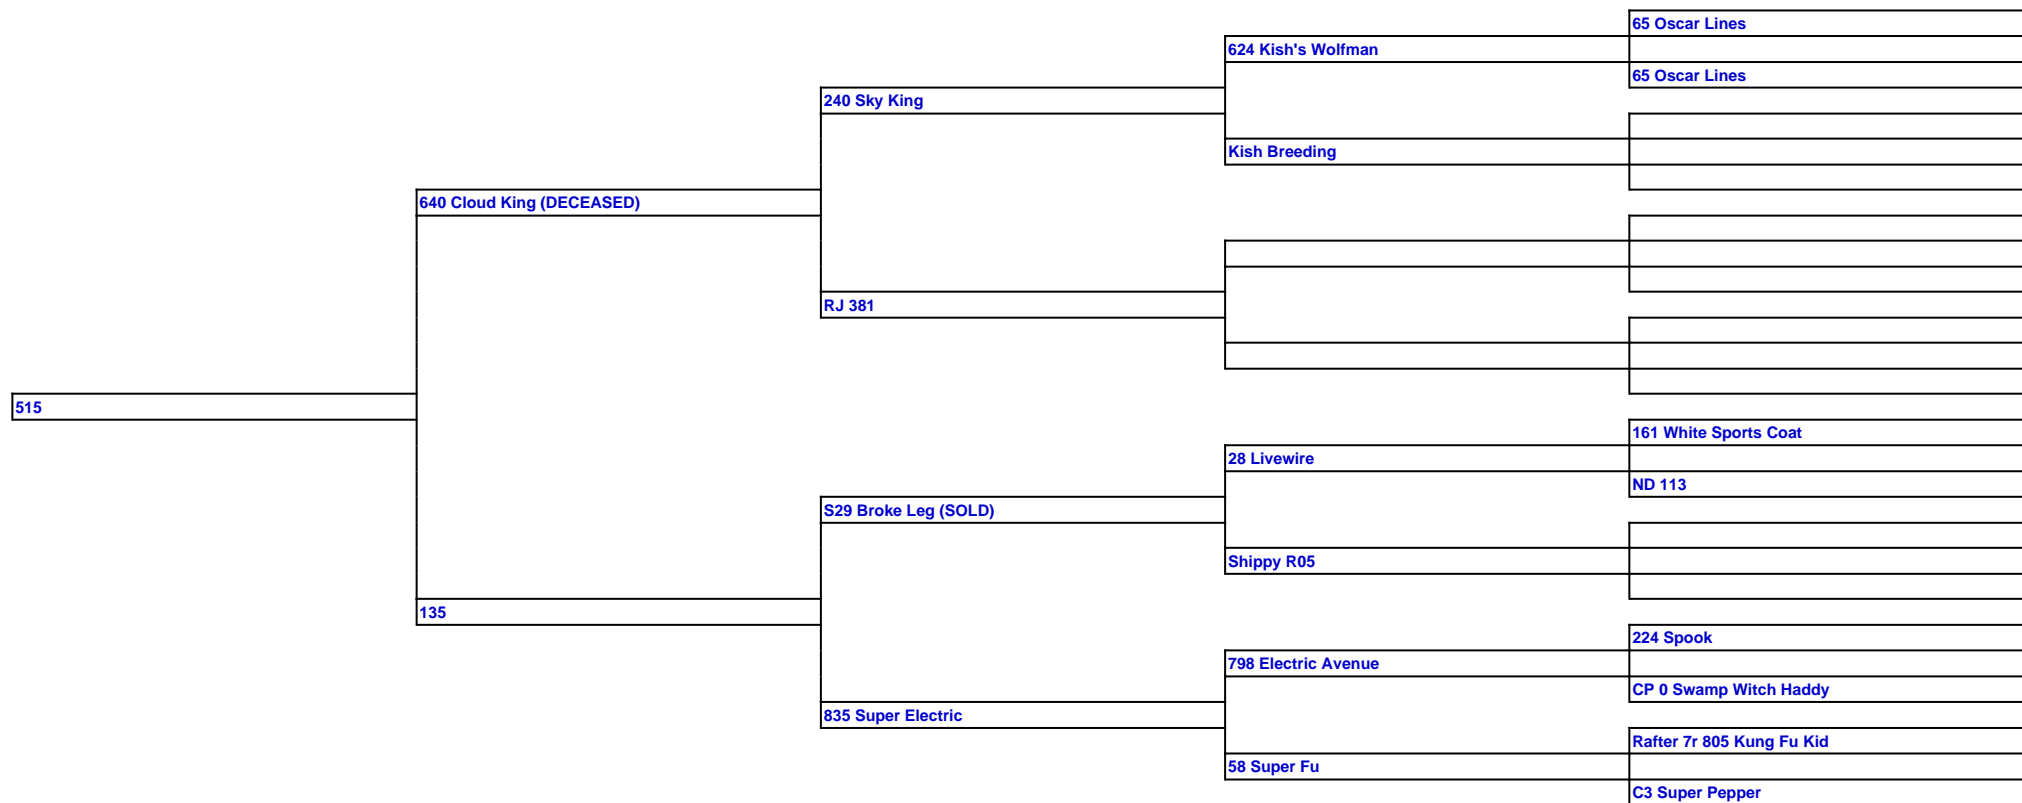 65 Oscar Lines
624 Kish's Wolfman
65 Oscar Lines
240 Sky King
Kish Breeding
640 Cloud King (DECEASED)
RJ 381
515
161 White Sports Coat
28 Livewire
ND 113
S29 Broke Leg (SOLD)
Shippy R05
135
224 Spook
798 Electric Avenue
CP 0 Swamp Witch Haddy
835 Super Electric
Rafter 7r 805 Kung Fu Kid
58 Super Fu
C3 Super Pepper